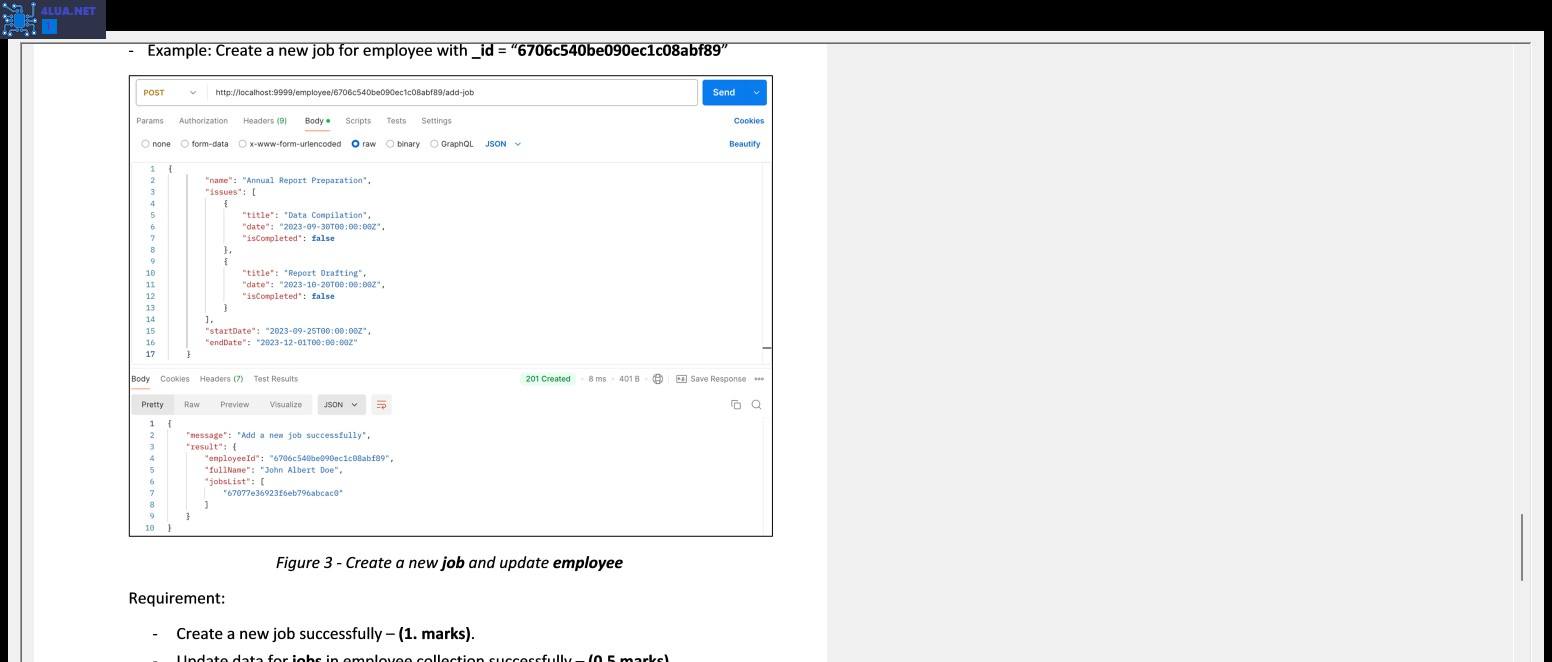 4LUA.NET
- Example: Create a new job for employee with _id = “6706c540be090ec1c08abf89”
POST http://localhost:9999/employee/6706c540be090ec1c08abf89/add-job Send
Params Authorization Headers (9) Body Scripts Tests Settings Cookies
none form-data x-www-form-urlencoded raw binary GraphQL JSON Beautify
1 {
2 "name": "Annual Report Preparation",
3 "issues": [
4 {
5 "title": "Data Compilation",
6 "date": "2023-09-30T00:00:00Z",
7 "isCompleted": false
8 },
9 {
10 "title": "Report Drafting",
11 "date": "2023-10-20T00:00:00Z",
12 "isCompleted": false
13 }
14 ],
15 "startDate": "2023-09-25T00:00:00Z",
16 "endDate": "2023-12-01T00:00:00Z"
17 }
Body Cookies Headers (7) Test Results 201 Created 8 ms 401 B Save Response
Pretty Raw Preview Visualize JSON
1 {
2 "message": "Add a new job successfully",
3 "result": {
4 "employeeId": "6706c540be090ec1c08abf89",
5 "fullName": "John Albert Doe",
6 "jobsList": [
7 "67077e36923f6eb796abcac0"
8 ]
9 }
10 }
Figure 3 - Create a new job and update employee
Requirement:
- Create a new job successfully – (1. marks).
- Update data for jobs in employee collection successfully – (0.5 marks)